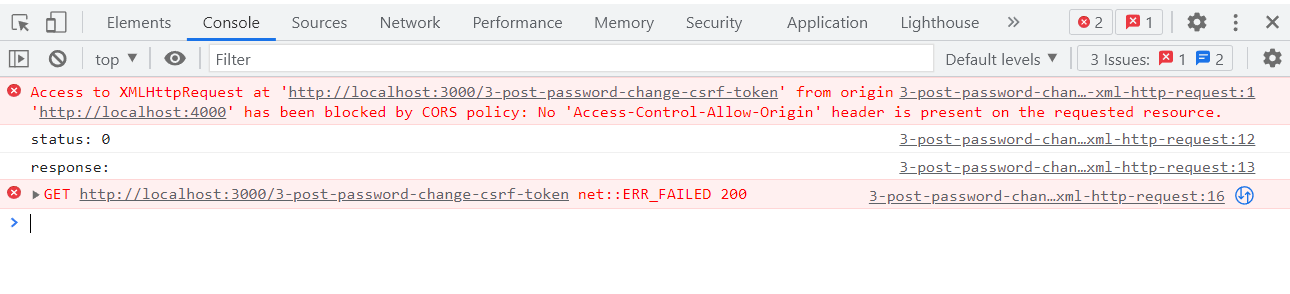 Elements Console Sources Network Performance Memory Security Application Lighthouse » 2 1
top ▼ Filter Default levels ▼ 3 Issues: 1 2
Access to XMLHttpRequest at 'http://localhost:3000/3-post-password-change-csrf-token' from origin 3-post-password-chan…-xml-http-request:1
'http://localhost:4000' has been blocked by CORS policy: No 'Access-Control-Allow-Origin' header is present on the requested resource.
status: 0 3-post-password-chan…xml-http-request:12
response: 3-post-password-chan…xml-http-request:13
▶GET http://localhost:3000/3-post-password-change-csrf-token net::ERR_FAILED 200 3-post-password-chan…xml-http-request:16
>